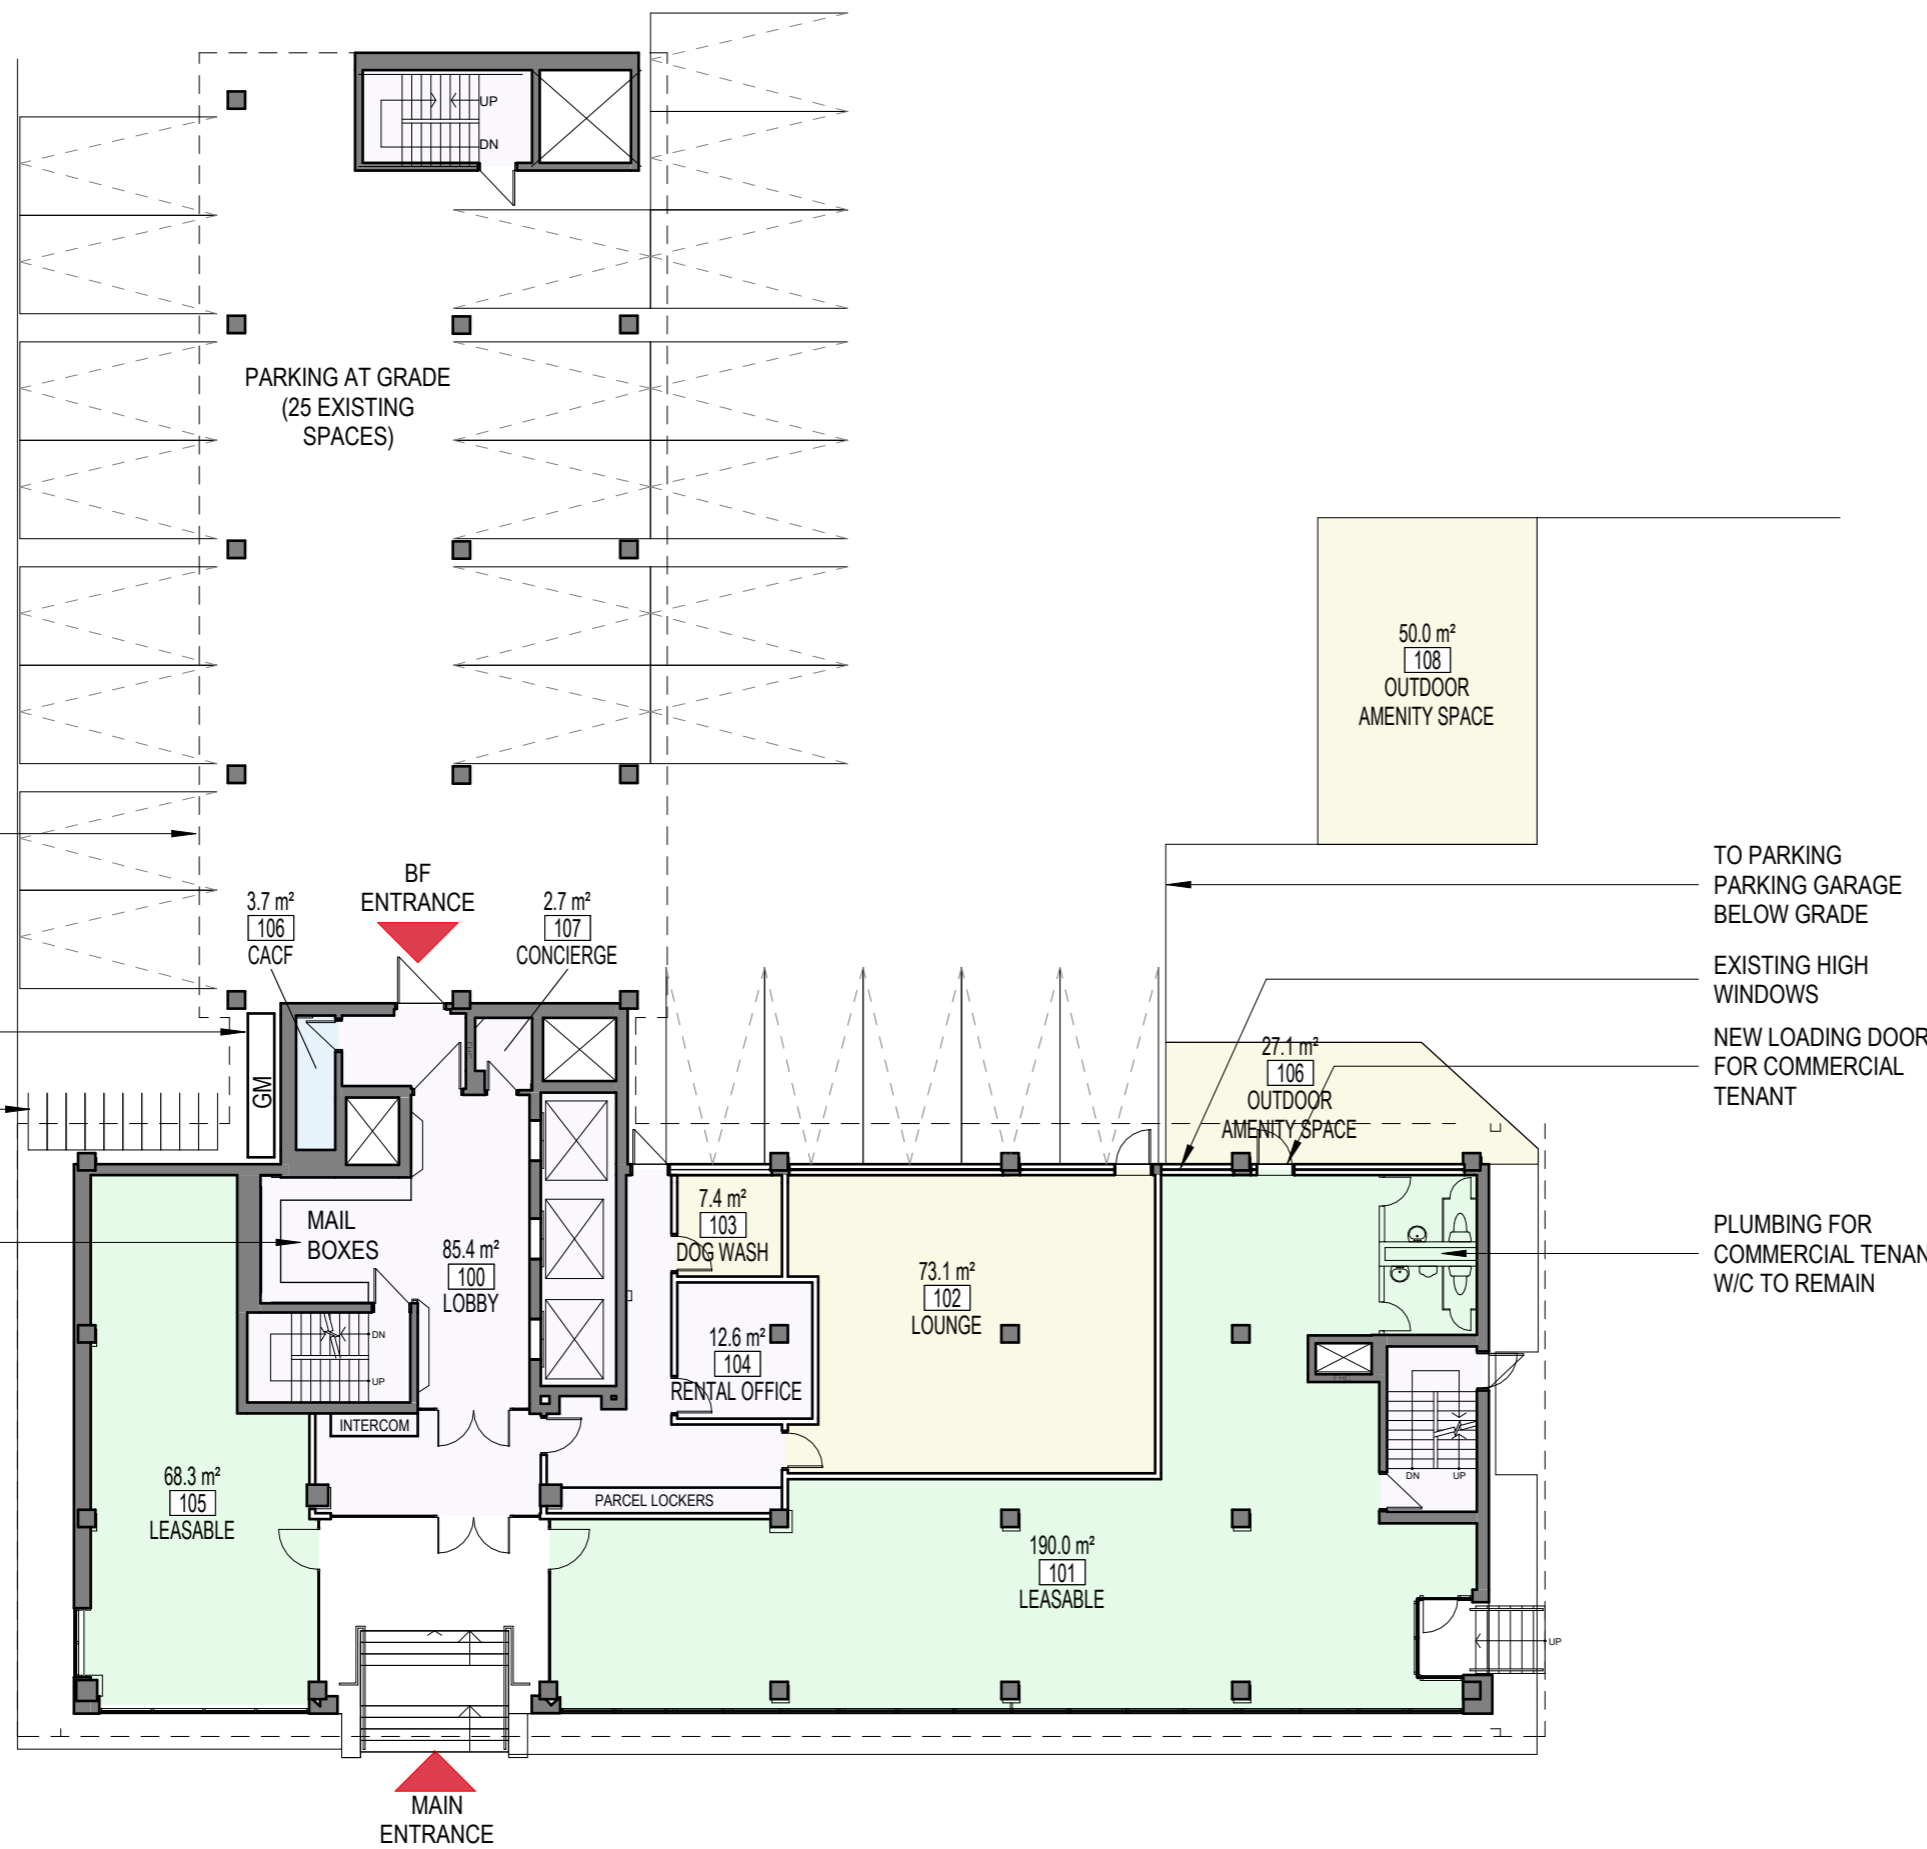 UP
DN
PARKING AT GRADE
(25 EXISTING
SPACES)
50.0 m²
108
OUTDOOR
AMENITY SPACE
TO PARKING
PARKING GARAGE
BELOW GRADE
BF
ENTRANCE
3.7 m²
106
CACF
2.7 m²
107
CONCIERGE
EXISTING HIGH
WINDOWS
NEW LOADING DOOR
FOR COMMERCIAL
TENANT
27.1 m²
106
OUTDOOR
AMENITY SPACE
GM
MAIL
BOXES
85.4 m²
100
LOBBY
7.4 m²
103
DOG WASH
73.1 m²
102
LOUNGE
PLUMBING FOR
COMMERCIAL TENAN
W/C TO REMAIN
12.6 m²
104
RENTAL OFFICE
DN
UP
INTERCOM
DN
UP
68.3 m²
105
LEASABLE
PARCEL LOCKERS
190.0 m²
101
LEASABLE
UP
MAIN
ENTRANCE